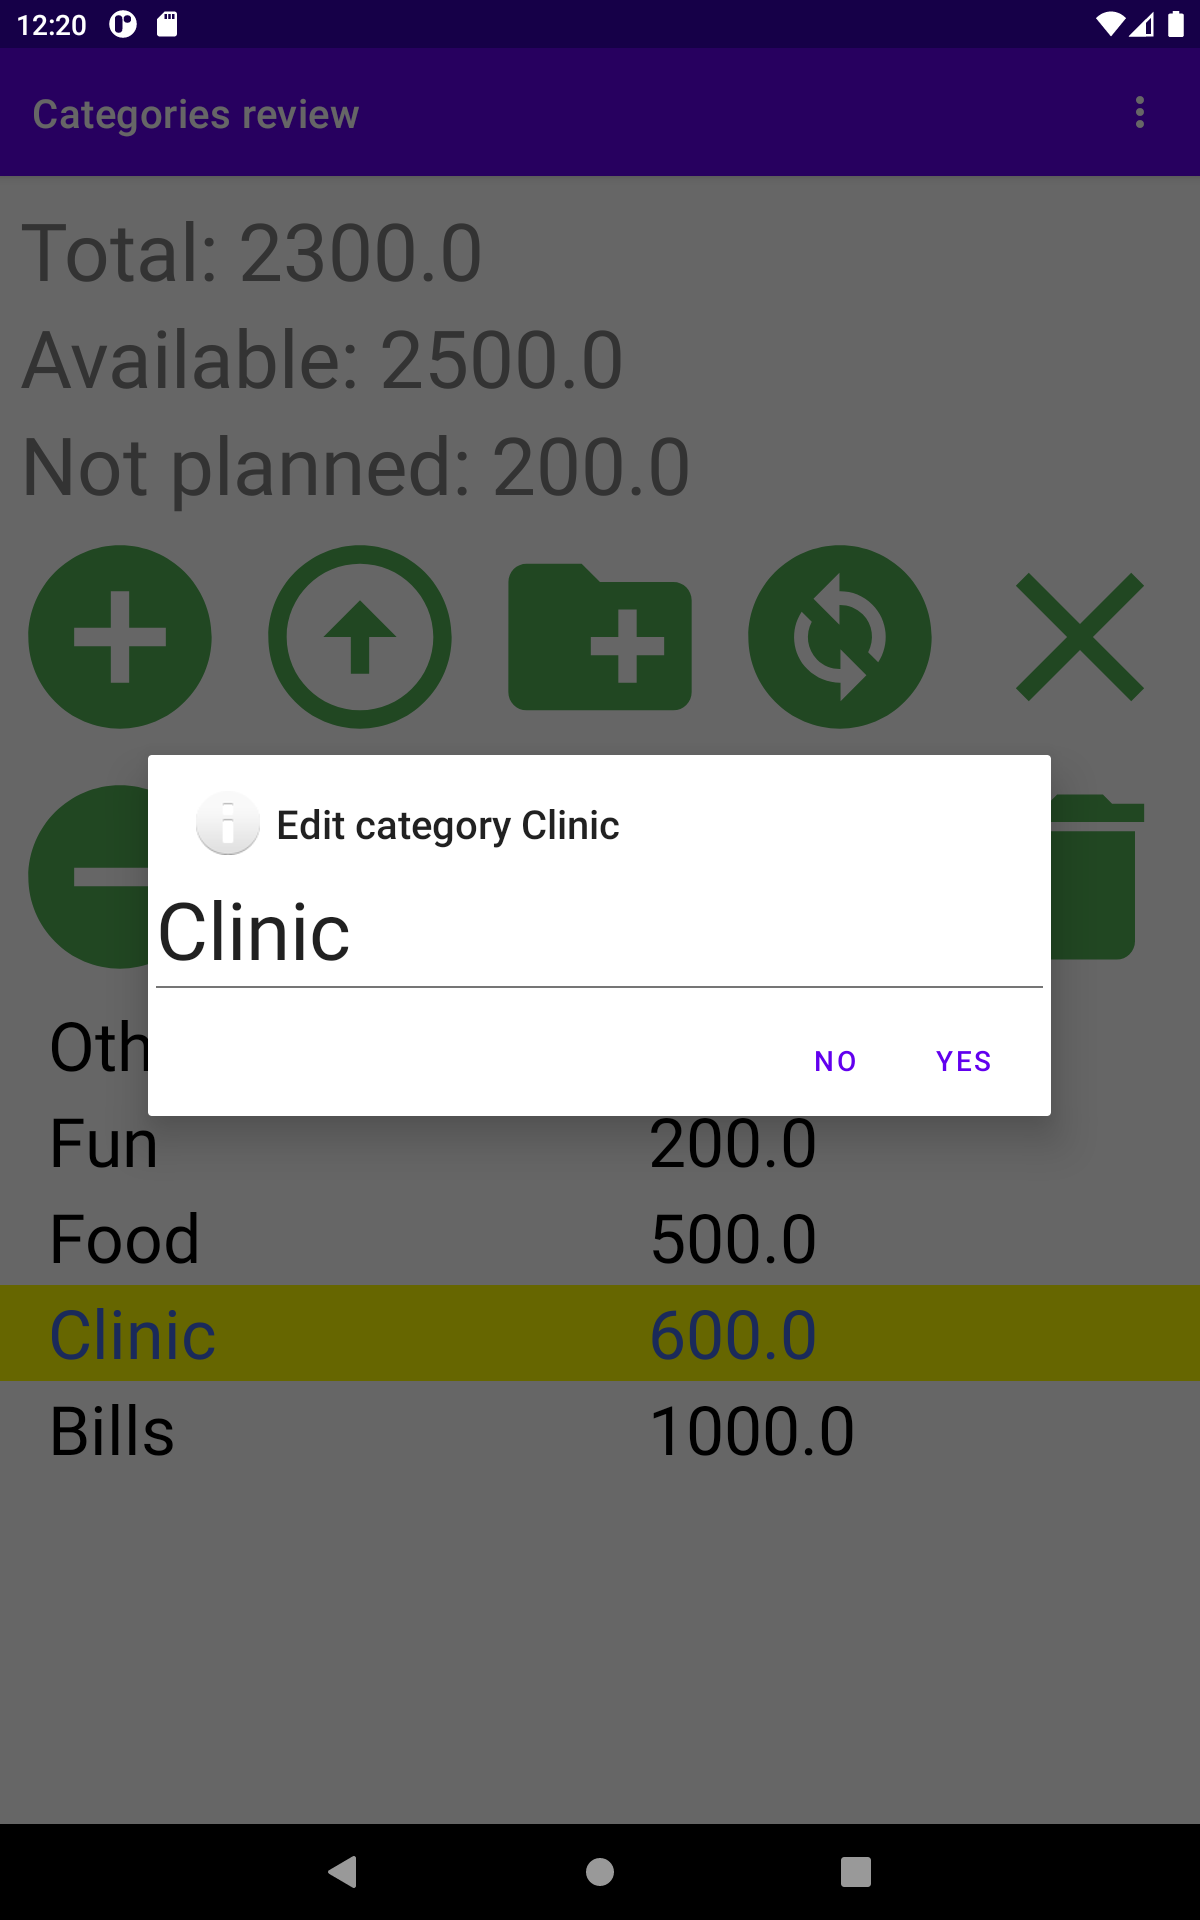 12:20
Categories review
Total: 2300.0
Available: 2500.0
Not planned: 200.0
Edit category Clinic
Clinic
NO YES
Fun 200.0
Food 500.0
Clinic 600.0
Bills 1000.0